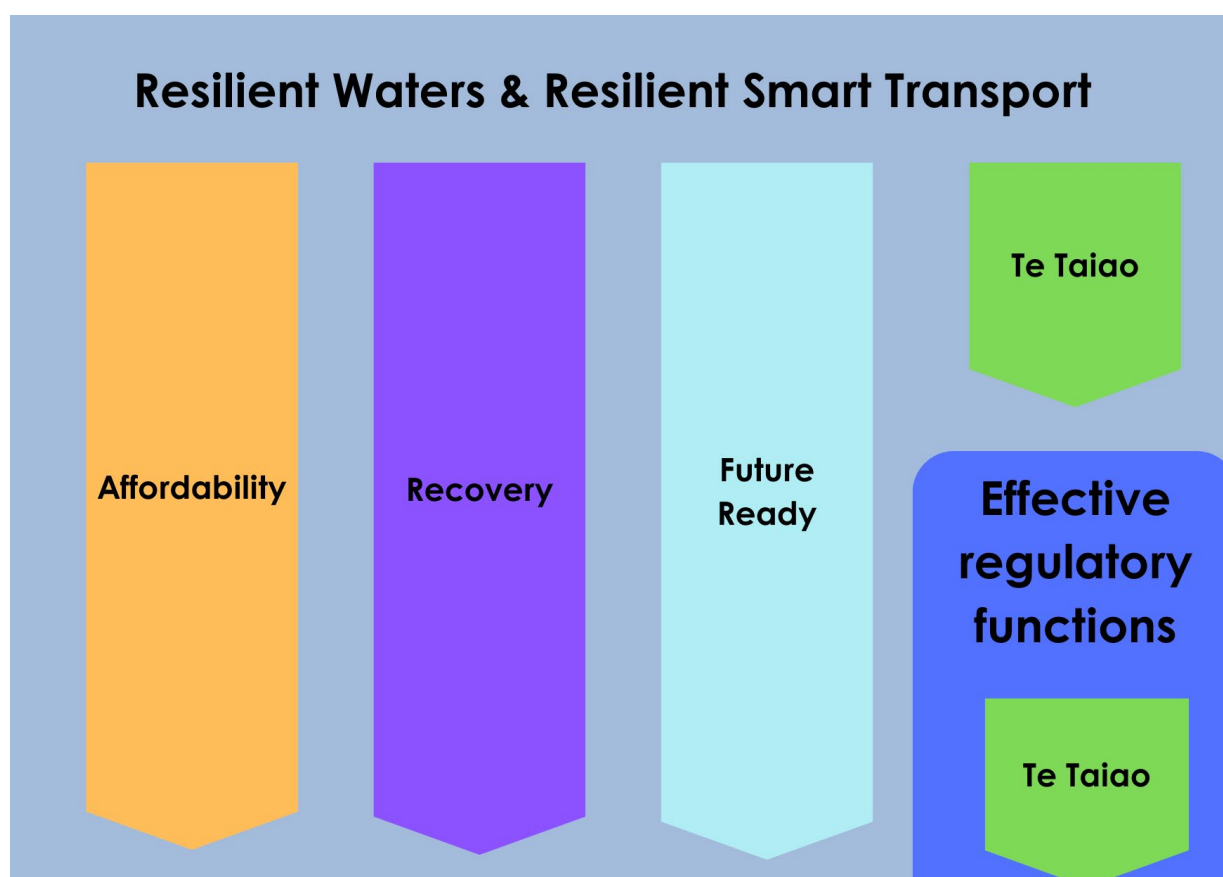 Resilient Waters & Resilient Smart Transport
Te Taiao
Affordability
Recovery
Future
Ready
Effective
regulatory
functions
Te Taiao